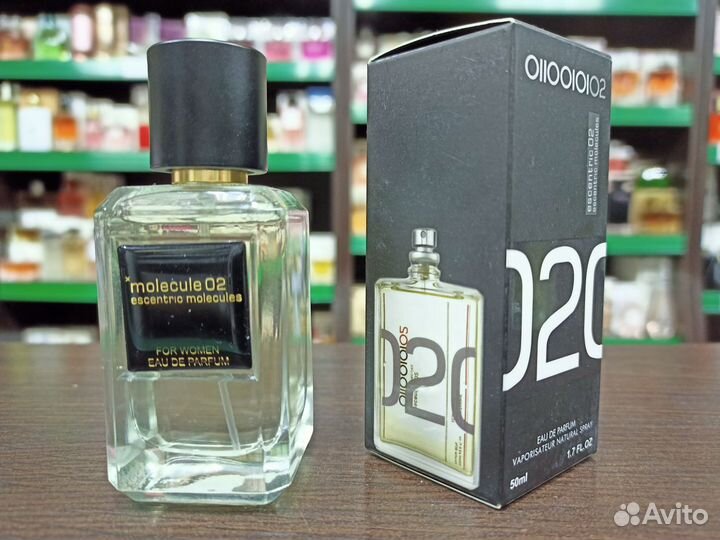 molecule 02
escentric molecules
FOR WOMEN
EAU DE PARFUM
0110010102
escentric 02
escentric molecules
020
020
EAU DE PARFUM
VAPORISATEUR NATURAL SPRAY
50ml
1.7 FL.OZ
Avito